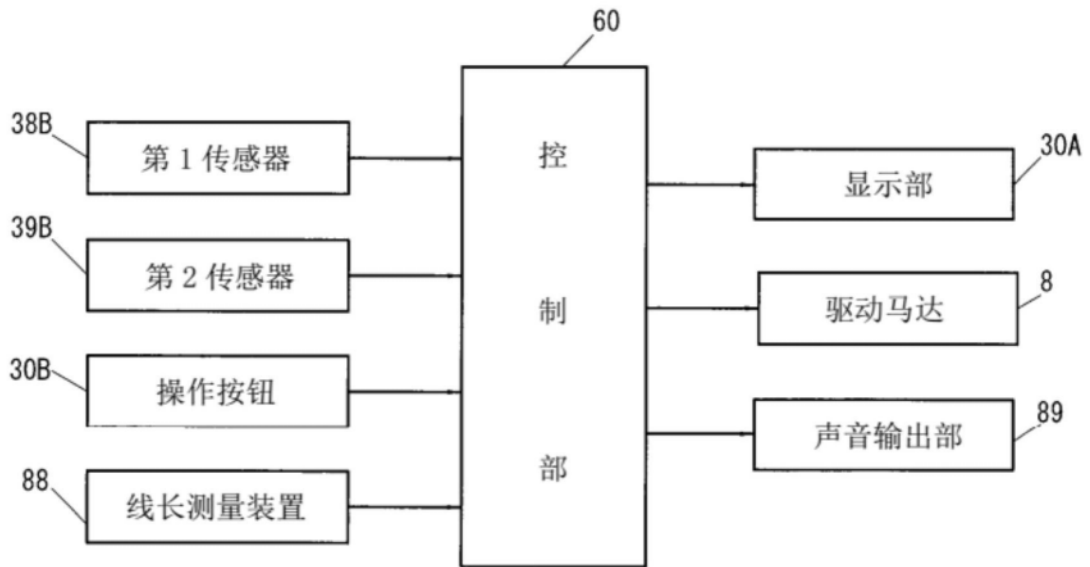 60
38B
第1传感器
39B
第2传感器
30B
操作按钮
88
线长测量装置
控
制
部
30A
显示部
8
驱动马达
89
声音输出部